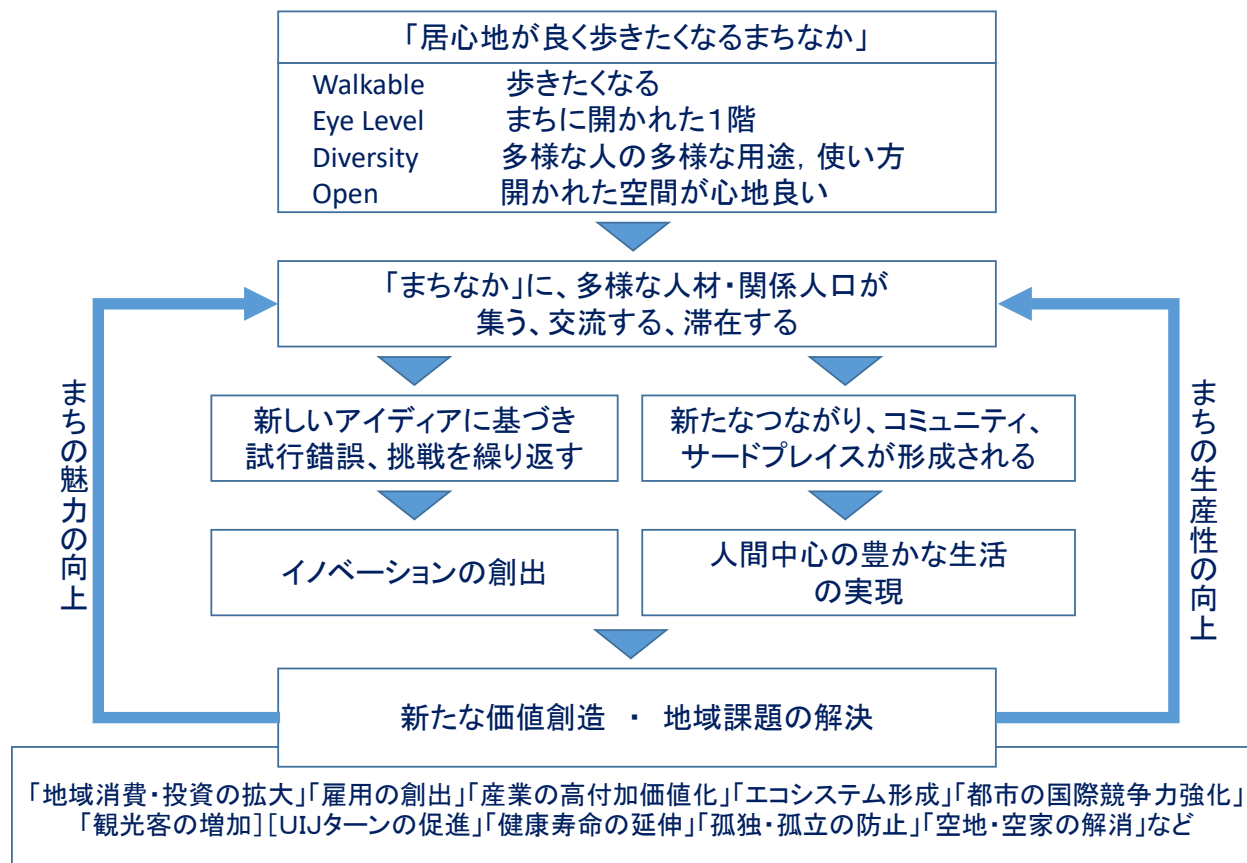 「居心地が良く歩きたくなるまちなか」
Walkable 歩きたくなる
Eye Level まちに開かれた１階
Diversity 多様な人の多様な用途，使い方
Open 開かれた空間が心地良い
「まちなか」に、多様な人材・関係人口が
集う、交流する、滞在する
まちの魅力の向上
まちの生産性の向上
新しいアイディアに基づき
試行錯誤、挑戦を繰り返す
新たなつながり、コミュニティ、
サードプレイスが形成される
イノベーションの創出
人間中心の豊かな生活
の実現
新たな価値創造 ・ 地域課題の解決
「地域消費・投資の拡大」「雇用の創出」「産業の高付加価値化」「エコシステム形成」「都市の国際競争力強化」
「観光客の増加］［UIJターンの促進」「健康寿命の延伸」「孤独・孤立の防止」「空地・空家の解消」など